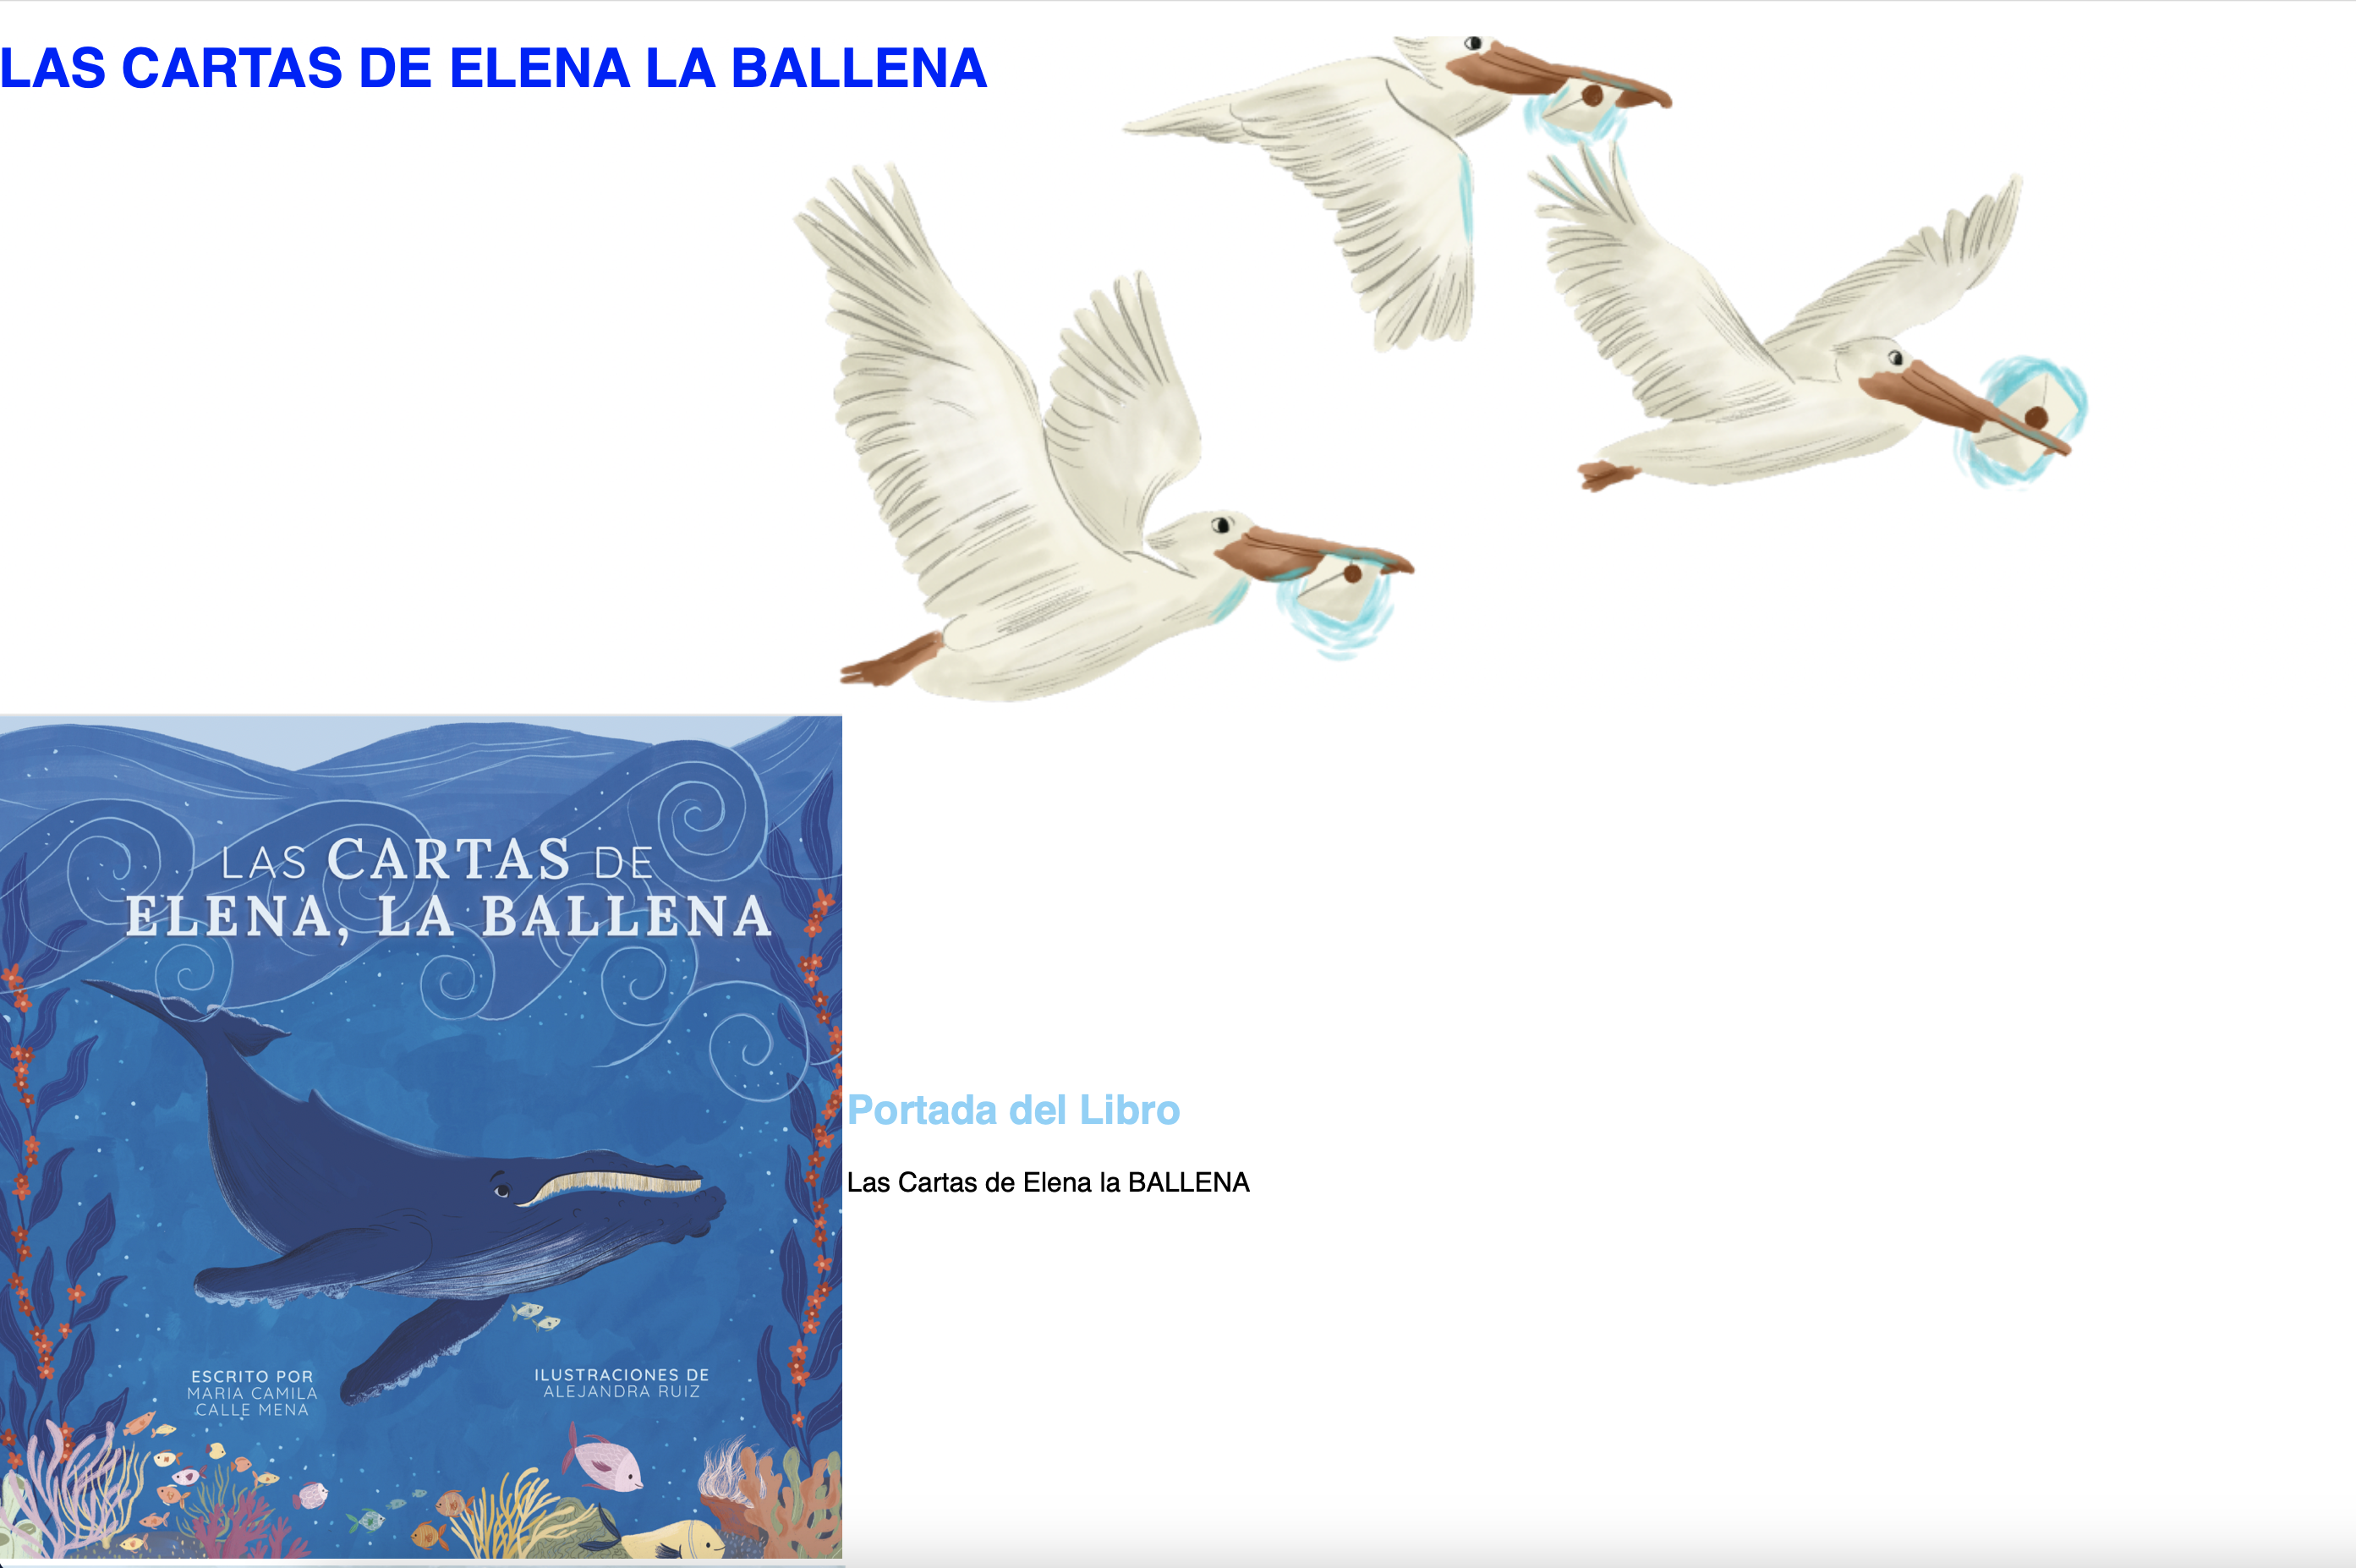 LAS CARTAS DE ELENA LA BALLENA
LAS CARTAS DE
ELENA, LA BALLENA
ESCRITO POR
MARIA CAMILA
CALLE MENA
ILUSTRACIONES DE
ALEJANDRA RUIZ
Portada del Libro
Las Cartas de Elena la BALLENA